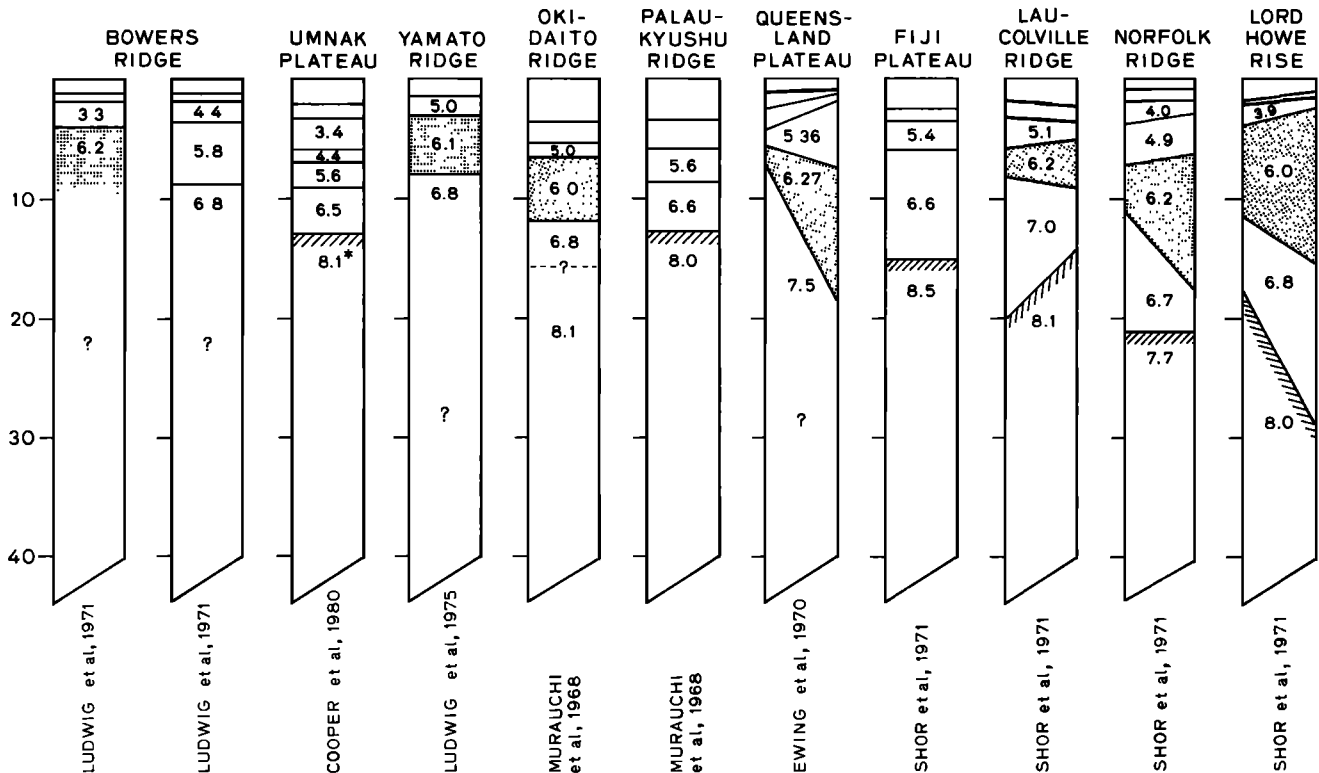 BOWERS
RIDGE
UMNAK
PLATEAU
YAMATO
RIDGE
OKI-
DAITO
RIDGE
PALAU-
KYUSHU
RIDGE
QUEENS-
LAND
PLATEAU
FIJI
PLATEAU
LAU-
COLVILLE
RIDGE
NORFOLK
RIDGE
LORD
HOWE
RISE
10
20
30
40
3 3
6.2
?
4 4
5.8
6 8
?
3.4
4.4
5.6
6.5
8.1*
5.0
6.1
6.8
?
5.0
6 0
6.8
?
8.1
5.6
6.6
8.0
5 36
6.27
7.5
?
5.4
6.6
8.5
5.1
6.2
7.0
8.1
4.0
4.9
6.2
6.7
7.7
3.9
6.0
6.8
8.0
LUDWIG et al, 1971
LUDWIG et al, 1971
COOPER et al, 1980
LUDWIG et al, 1975
MURAUCHI
et al, 1968
MURAUCHI
et al, 1968
EWING et al, 1970
SHOR et al, 1971
SHOR et al, 1971
SHOR et al, 1971
SHOR et al, 1971